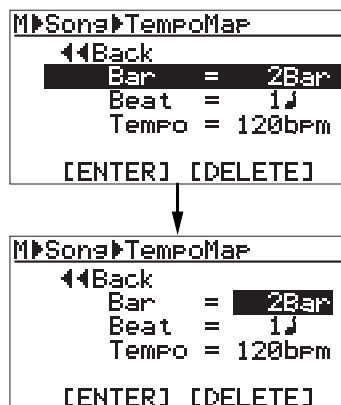 M▶Song▶TempoMap
◀◀Back
Bar = 2Bar
Beat = 1♩
Tempo = 120bpm
[ENTER] [DELETE]
M▶Song▶TempoMap
◀◀Back
Bar = 2Bar
Beat = 1♩
Tempo = 120bpm
[ENTER] [DELETE]